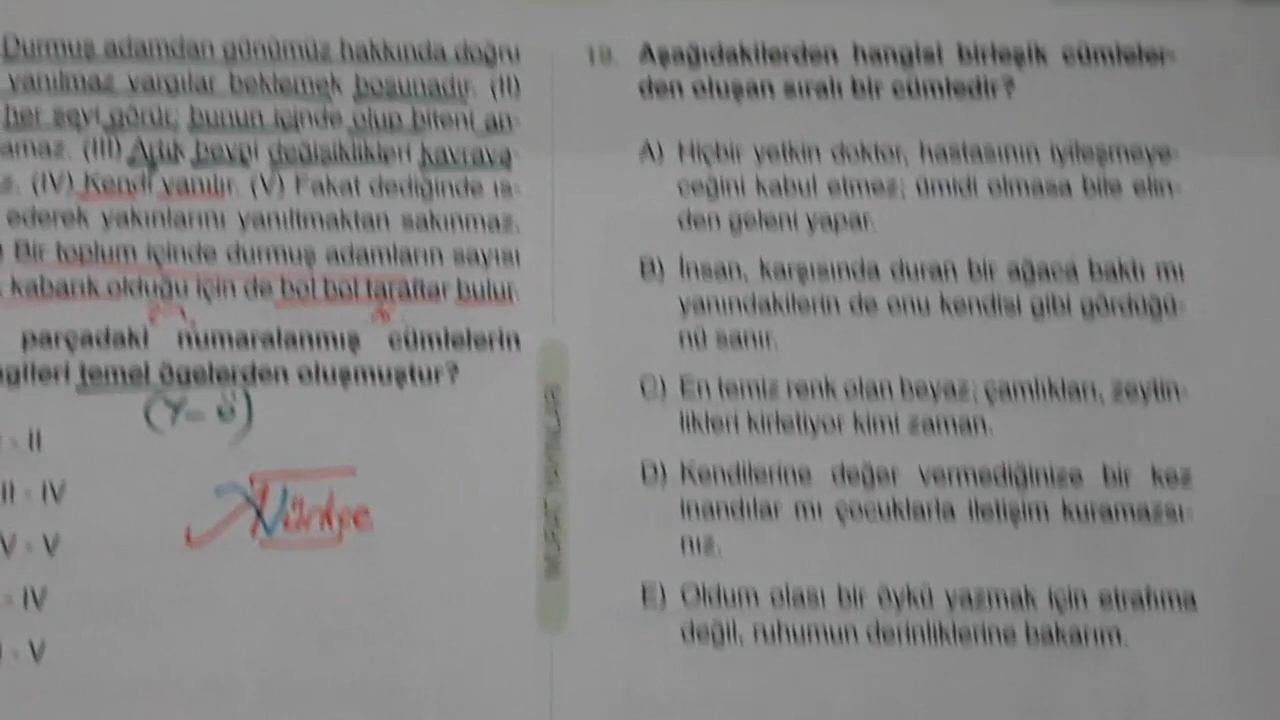 Durmuş adamdan günümüz hakkında doğru
yanılmaz vargılar beklemek boşunadır. (II)
her şeyi görür; bunun içinde olup biteni an-
amaz. (III) Artık değişiklikleri kavraya-
z. (IV) Kendi yanılır. (V) Fakat dediğinde ıs-
ederek yakınlarını yanıltmaktan sakınmaz.
Bir toplum içinde durmuş adamların sayısı
kabarık olduğu için de bol bol taraftar bulur.
parçadaki numaralanmış cümlelerin
ngileri temel ögelerden oluşmuştur?
(Y- ö)
- II
II - IV
V - V
- IV
- V
Türkçe
MURAT YAYINLARI
19. Aşağıdakilerden hangisi birleşik cümleler-
den oluşan sıralı bir cümledir?
A) Hiçbir yetkin doktor, hastasının iyileşmeye-
ceğini kabul etmez; ümidi olmasa bile elin-
den geleni yapar.
B) İnsan, karşısında duran bir ağaca baktı mı
yanındakilerin de onu kendisi gibi gördüğü-
nü sanır.
C) En temiz renk olan beyaz; çamlıkları, zeytin-
likleri kirletiyor kimi zaman.
D) Kendilerine değer vermediğinize bir kez
inandılar mı çocuklarla iletişim kuramazsı-
nız.
E) Oldum olası bir öykü yazmak için etrafıma
değil, ruhumun derinliklerine bakarım.